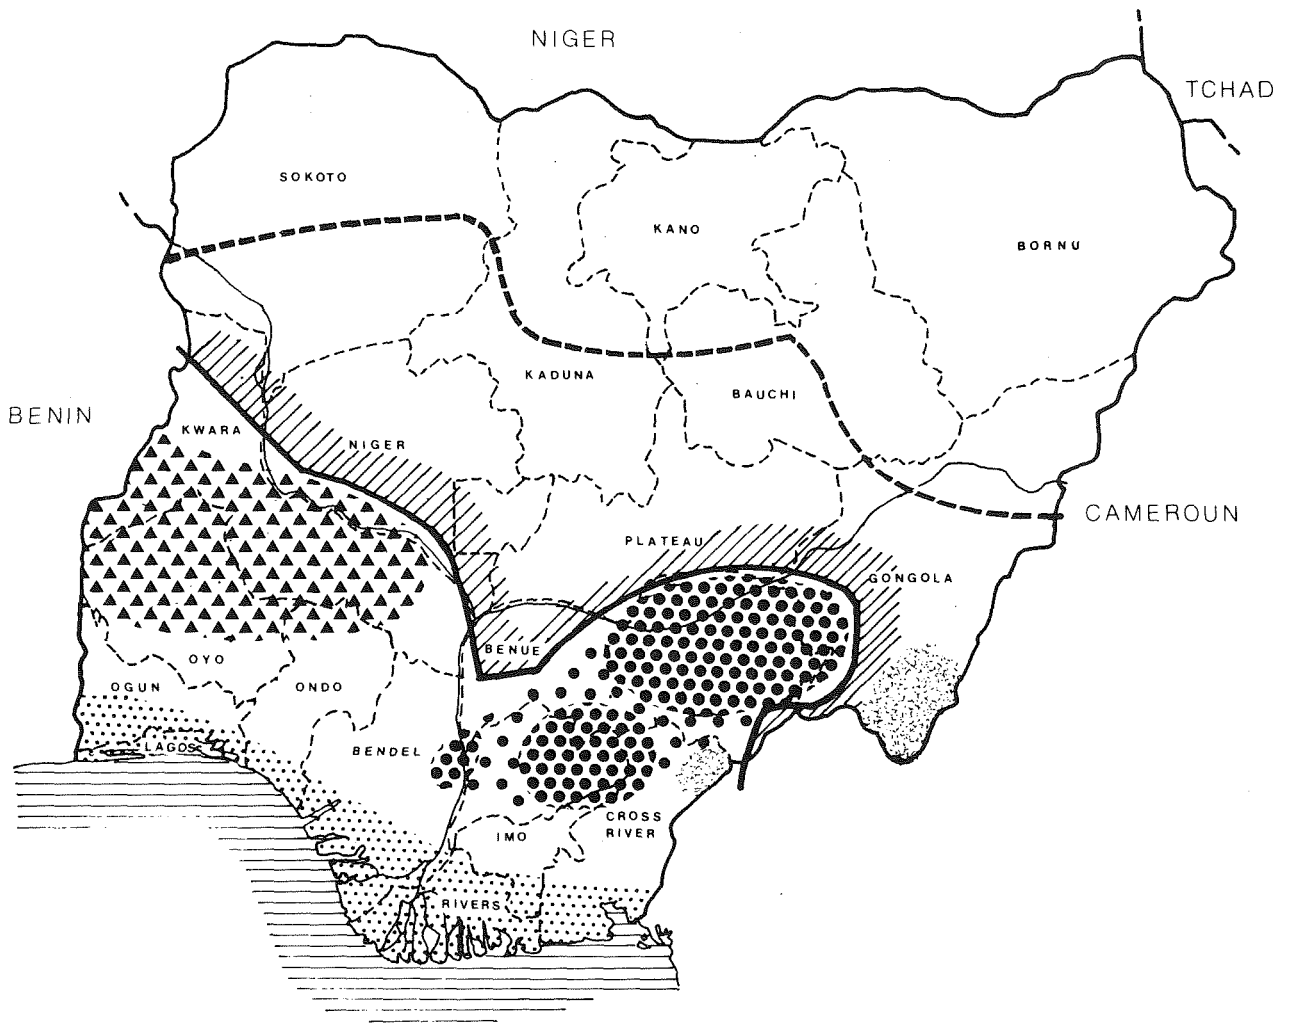 NIGER
TCHAD
SOKOTO
KANO
BORNU
KADUNA
BAUCHI
BENIN
KWARA
NIGER
CAMEROUN
PLATEAU
GONGOLA
BENUE
OYO
OGUN
ONDO
LAGOS
BENDEL
IMO
CROSS
RIVER
RIVERS